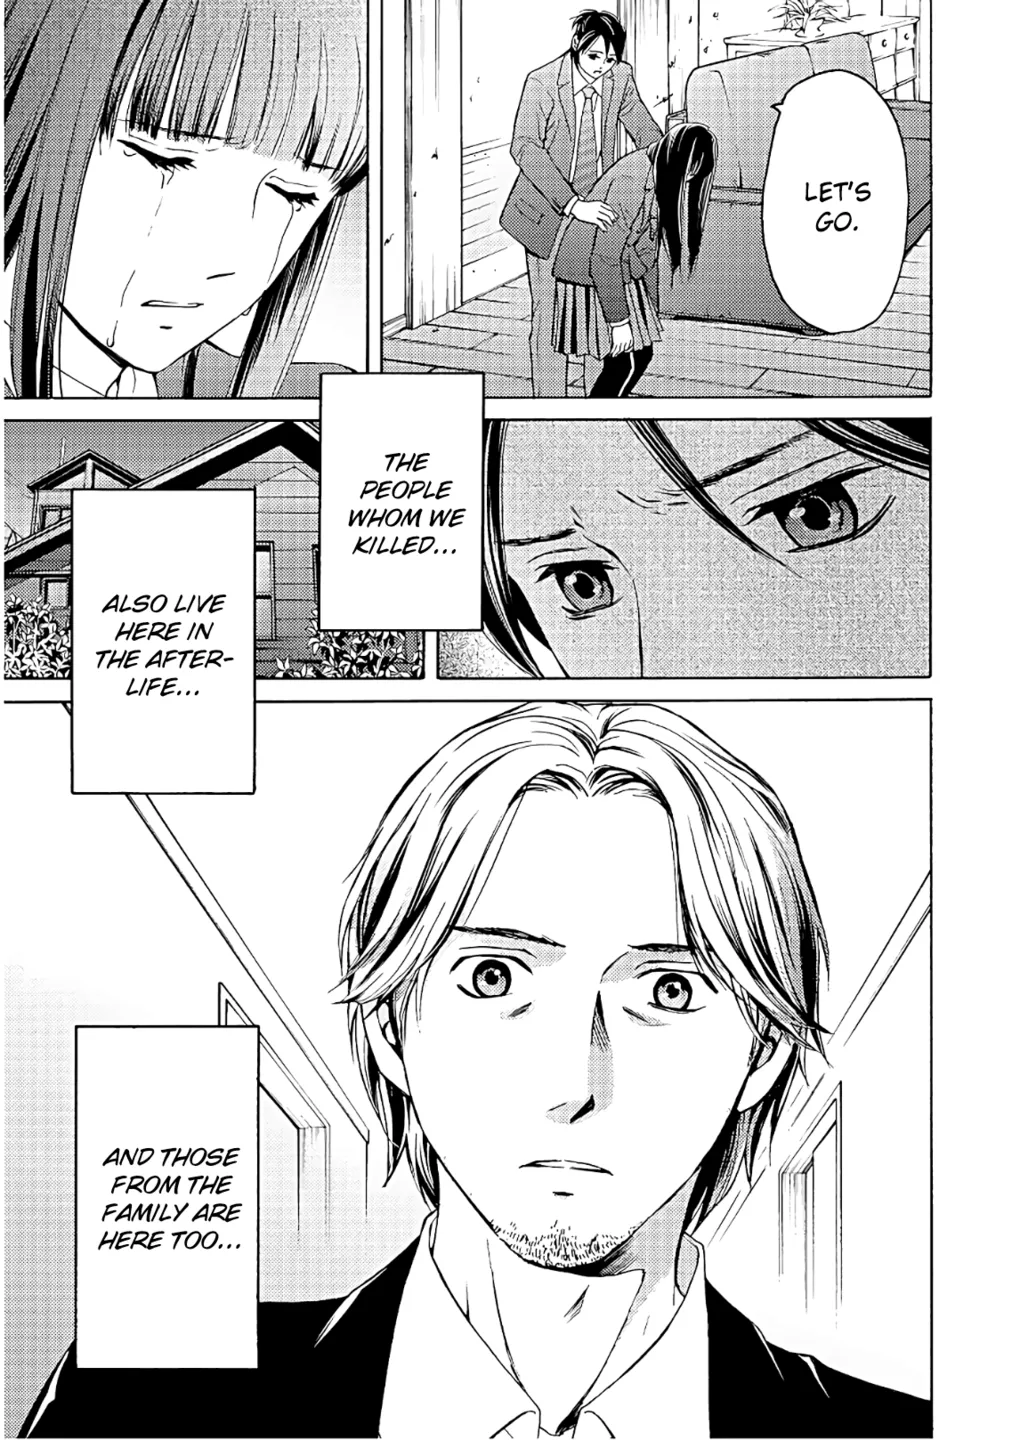 LET'S
GO.
THE
PEOPLE
WHOM WE
KILLED...
ALSO LIVE
HERE IN
THE AFTER-
LIFE...
AND THOSE
FROM THE
FAMILY ARE
HERE TOO...